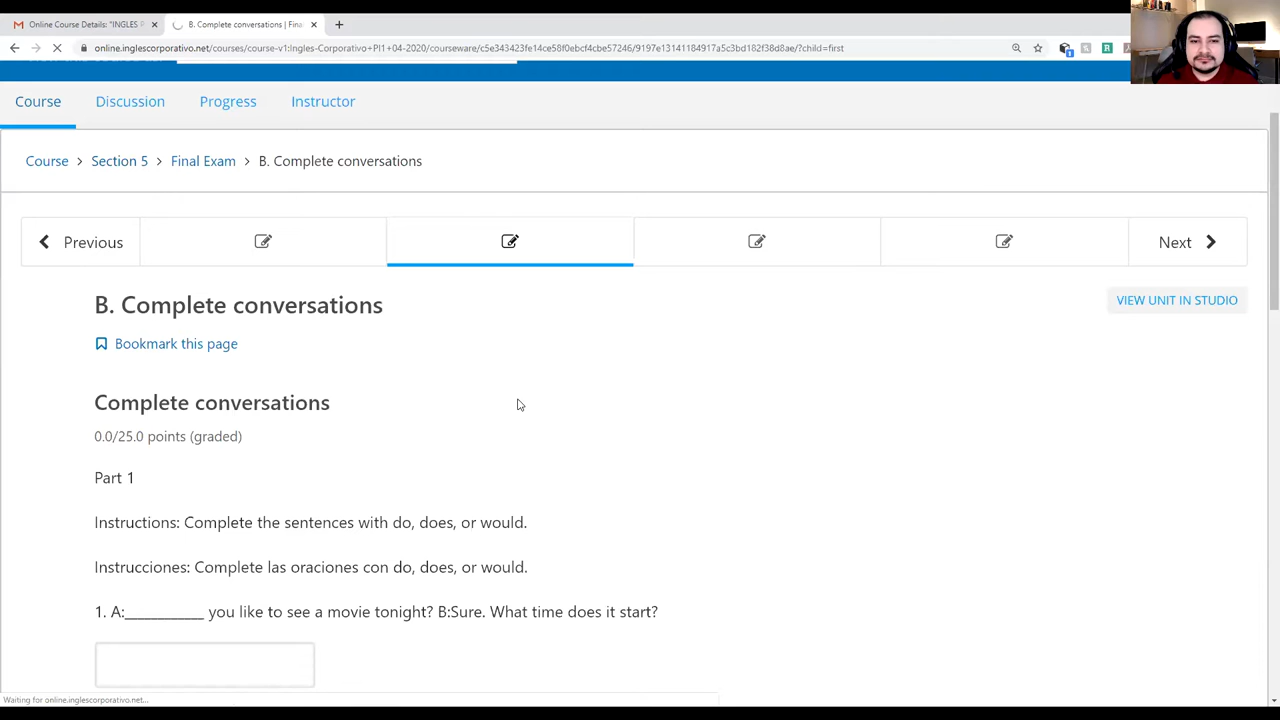 Online Course Details: "INGLES P
B. Complete conversations | Fina
online.inglescorporativo.net/courses/course-v1:Ingles-Corporativo+PI1+04-2020/courseware/c5e343423fe14ce58f0ebcf4cbe57246/9197e13141184917a5c3bd182f38d8ae/?child=first
Course Discussion Progress Instructor
Course > Section 5 > Final Exam > B. Complete conversations
Previous
Next
B. Complete conversations
VIEW UNIT IN STUDIO
Bookmark this page
Complete conversations
0.0/25.0 points (graded)
Part 1
Instructions: Complete the sentences with do, does, or would.
Instrucciones: Complete las oraciones con do, does, or would.
1. A:___________ you like to see a movie tonight? B:Sure. What time does it start?
Waiting for online.inglescorporativo.net...